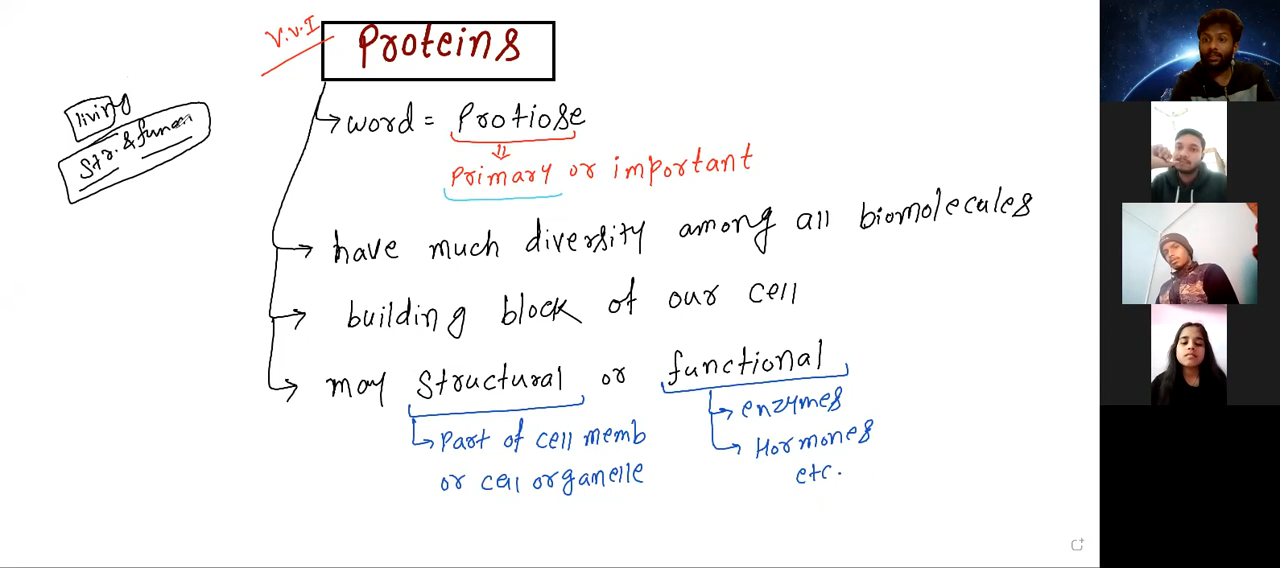 V.V.I
Proteins
living
Str. & func
word = Protiose
Primary or important
have much diversity among all biomolecules
building block of our cell
may structural or functional
Part of cell memb
or cell organelle
enzymes
Hormones
etc.